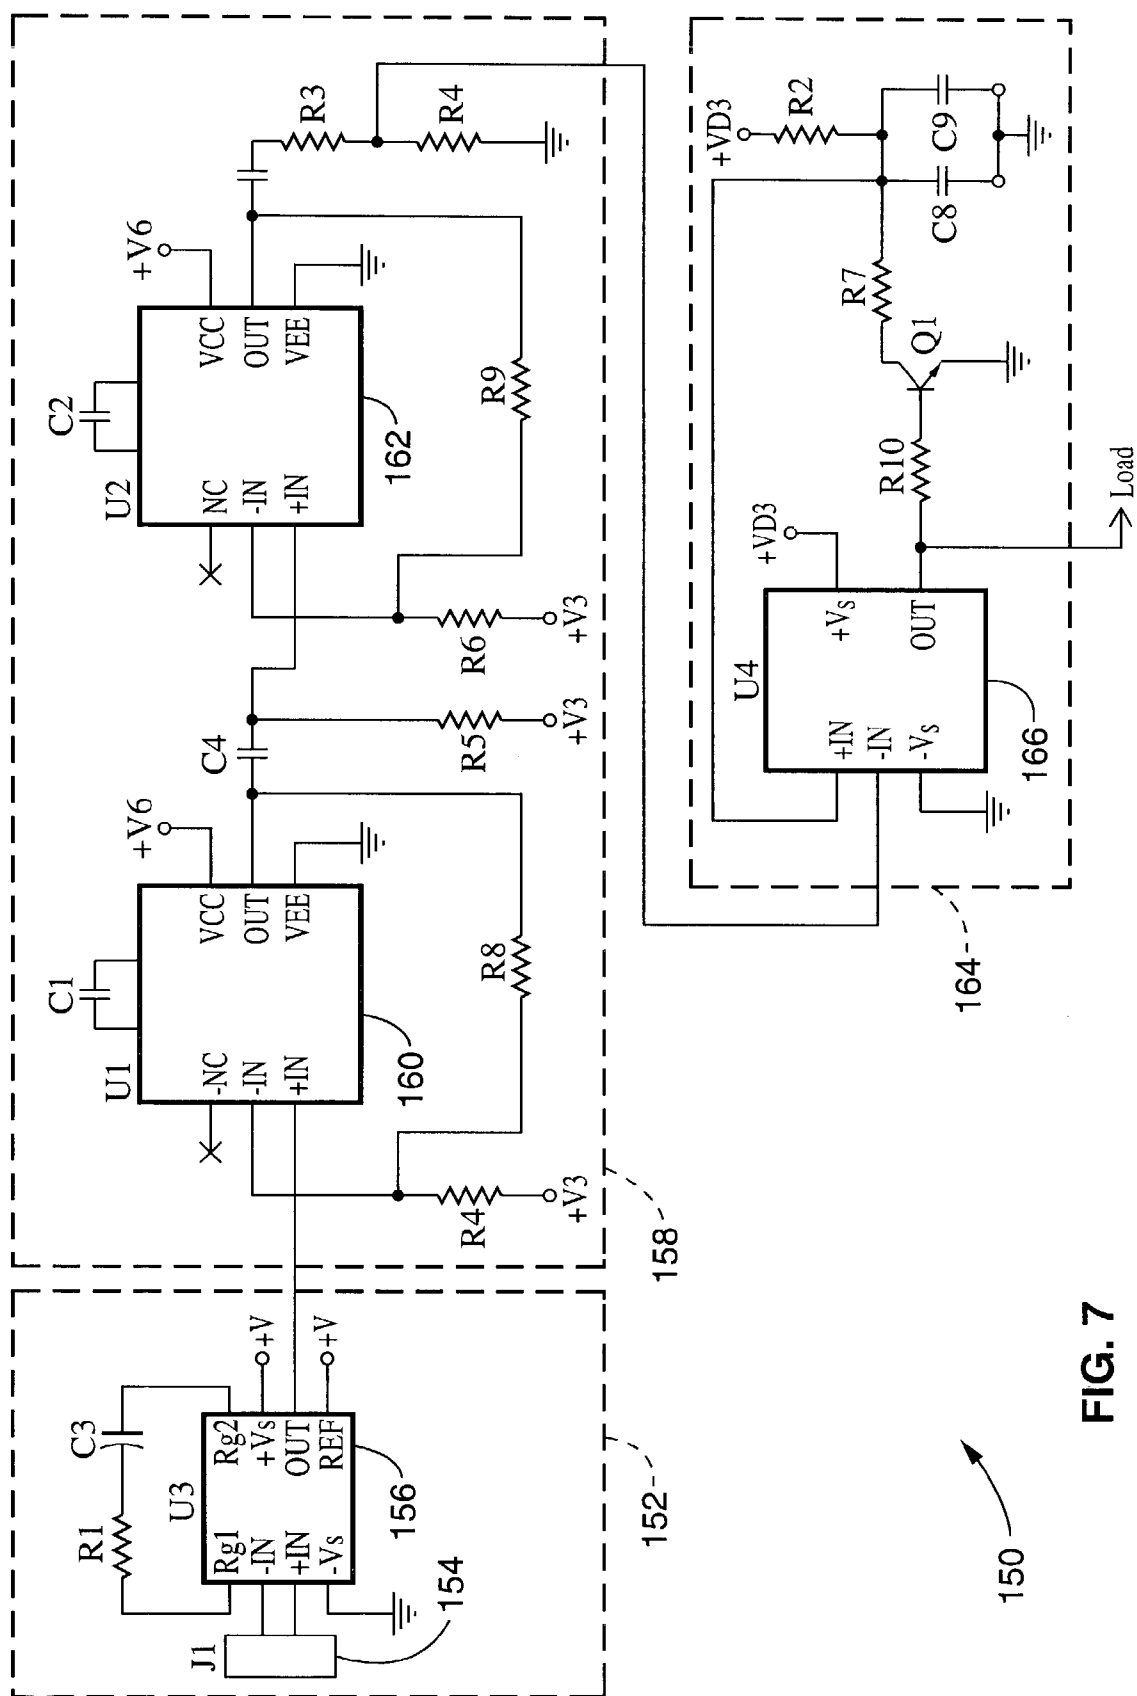 J1
154
R1
C3
U3
Rg1
-IN
+IN
-Vs
Rg2
+Vs
OUT
REF
+V
+V
156
152
U1
C1
-NC
-IN
+IN
VCC
OUT
VEE
+V6
160
R4
+V3
R8
C4
R5
+V3
158
U2
C2
NC
-IN
+IN
VCC
OUT
VEE
+V6
162
R6
+V3
R9
R3
R4
164
U4
+IN
-IN
-Vs
+Vs
OUT
+VD3
166
R10
Q1
R7
+VD3
R2
C8
C9
Load
150
FIG. 7